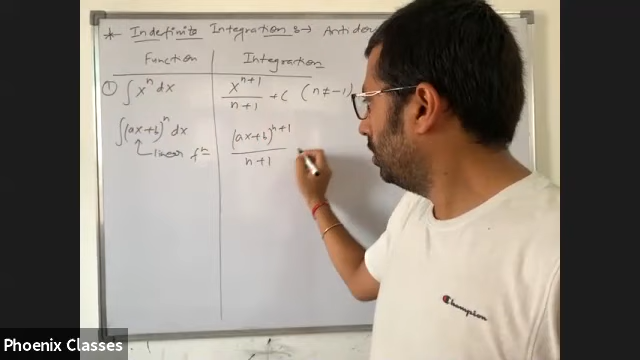 * Indefinite Integration :→ Antider
Function Integration
① ∫ xⁿ dx xⁿ⁺¹/n+1 + C (n ≠ -1)
∫ (ax+b)ⁿ dx (ax+b)ⁿ⁺¹/n+1
linear fⁿ
Champion
Phoenix Classes